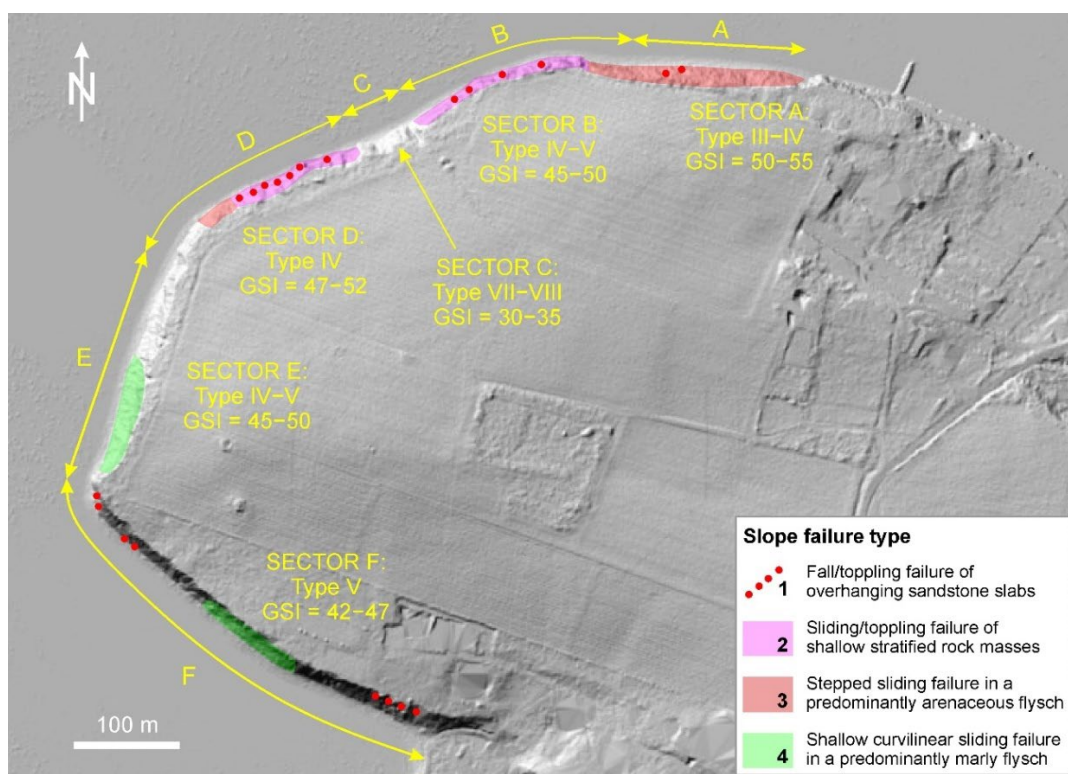 N
A
B
C
D
E
F
SECTOR A:
Type III–IV
GSI = 50–55
SECTOR B:
Type IV–V
GSI = 45–50
SECTOR C:
Type VII–VIII
GSI = 30–35
SECTOR D:
Type IV
GSI = 47–52
SECTOR E:
Type IV–V
GSI = 45–50
SECTOR F:
Type V
GSI = 42–47
100 m
Slope failure type
1 Fall/toppling failure of
overhanging sandstone slabs
2 Sliding/toppling failure of
shallow stratified rock masses
3 Stepped sliding failure in a
predominantly arenaceous flysch
4 Shallow curvilinear sliding failure
in a predominantly marly flysch